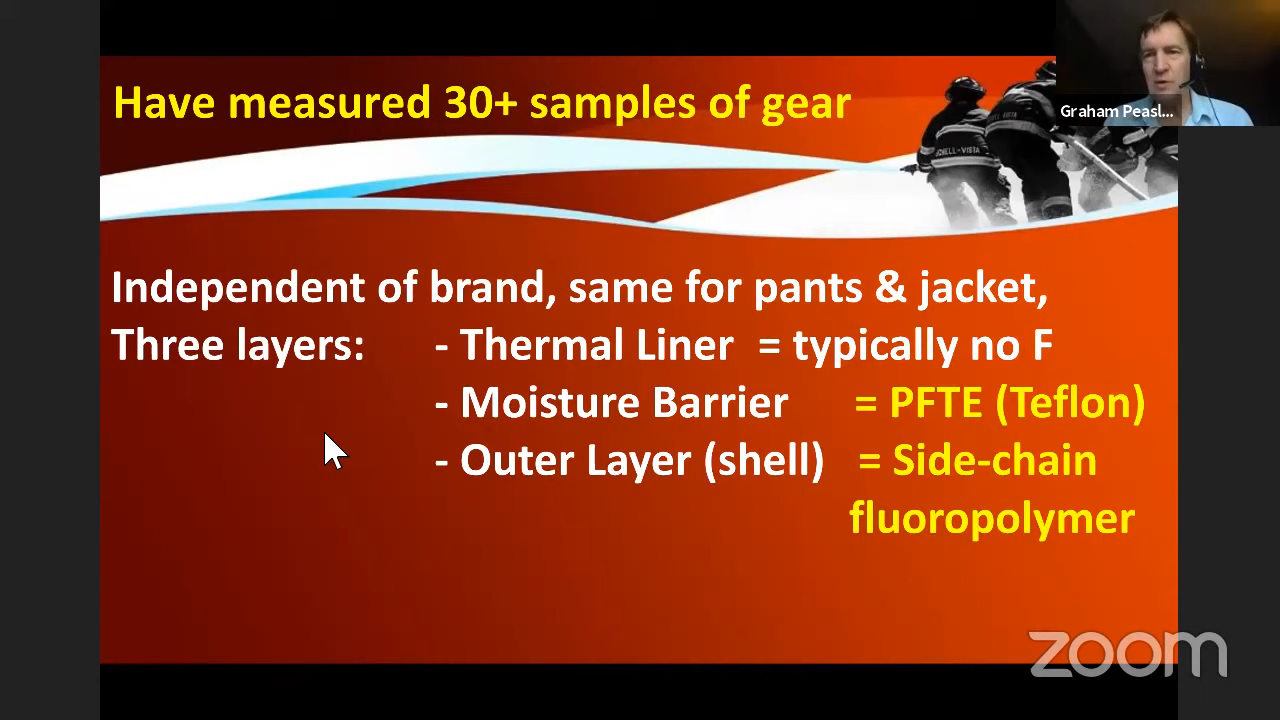 Have measured 30+ samples of gear
Graham Peasl...
Independent of brand, same for pants & jacket,
Three layers: - Thermal Liner = typically no F
- Moisture Barrier = PFTE (Teflon)
- Outer Layer (shell) = Side-chain
fluoropolymer
zoom